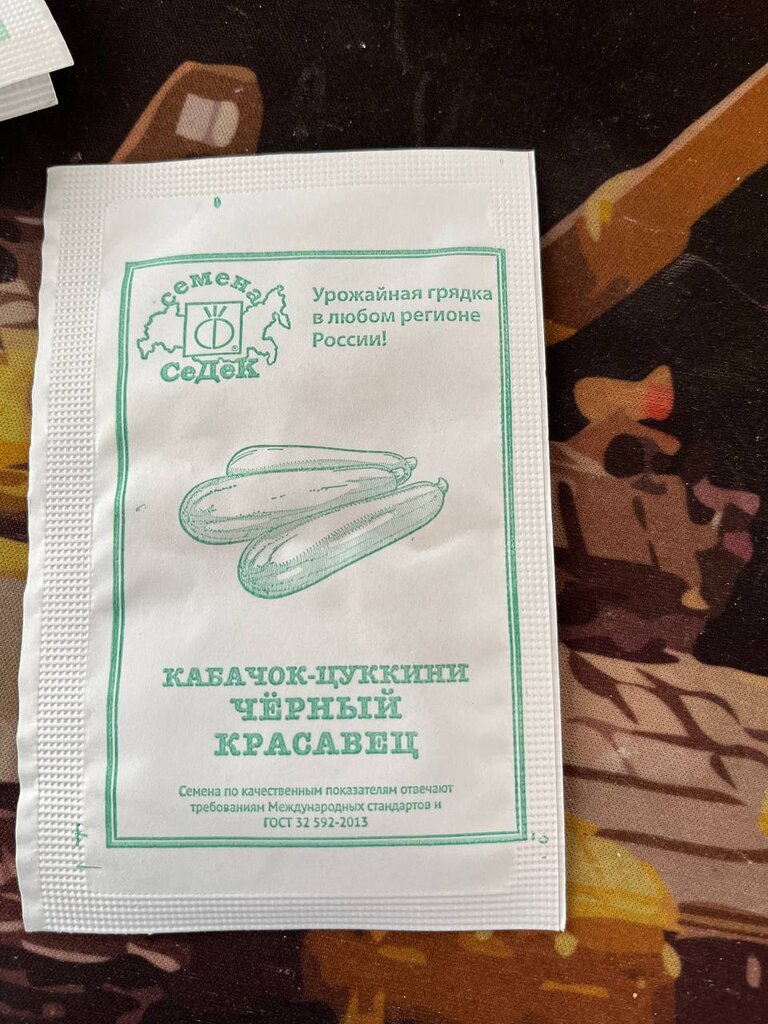 семена
СеДеК
Урожайная грядка
в любом регионе
России!
КАБАЧОК-ЦУККИНИ
ЧЁРНЫЙ
КРАСАВЕЦ
Семена по качественным показателям отвечают
требованиям Международных стандартов и
ГОСТ 32 592-2013